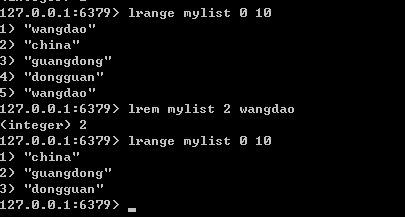 127.0.0.1:6379> lrange mylist 0 10
1) "wangdao"
2) "china"
3) "guangdong"
4) "dongguan"
5) "wangdao"
127.0.0.1:6379> lrem mylist 2 wangdao
(integer) 2
127.0.0.1:6379> lrange mylist 0 10
1) "china"
2) "guangdong"
3) "dongguan"
127.0.0.1:6379> _